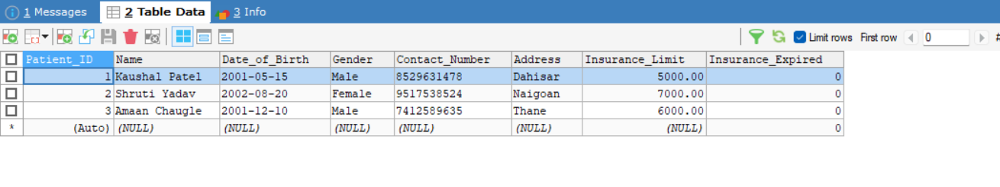 1 Messages 2 Table Data 3 Info
Limit rows First row 0 #
Patient_ID Name Date_of_Birth Gender Contact_Number Address Insurance_Limit Insurance_Expired
1 Kaushal Patel 2001-05-15 Male 8529631478 Dahisar 5000.00 0
2 Shruti Yadav 2002-08-20 Female 9517538524 Naigoan 7000.00 0
3 Amaan Chaugle 2001-12-10 Male 7412589635 Thane 6000.00 0
* (Auto) (NULL) (NULL) (NULL) (NULL) (NULL) (NULL) 0